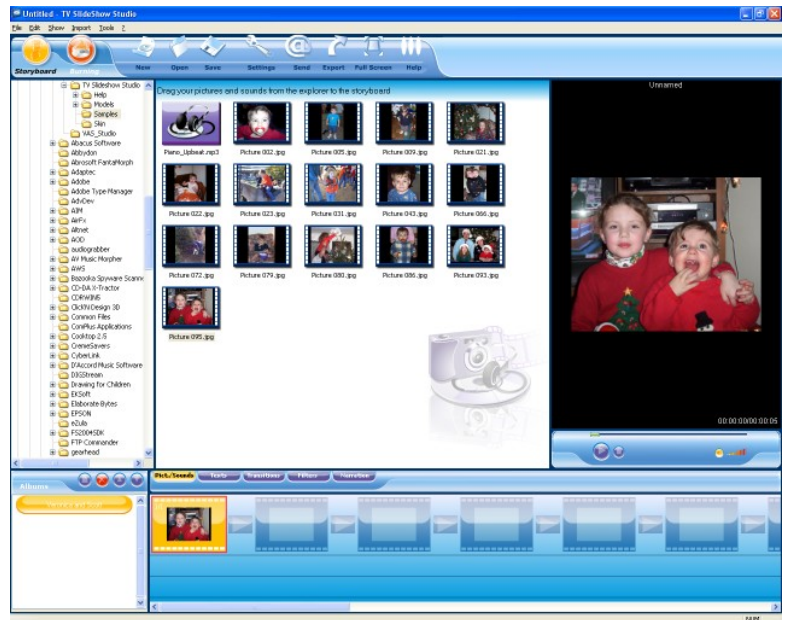 Untitled - TV SlideShow Studio
File Edit Show Import Tools ?
New Open Save Settings Send Export Full Screen Help
Storyboard Burning
TV Slideshow Studio
Help
Models
Samples
Skin
VAS_Studio
Abacus Software
Abbydon
Abrosoft FantaMorph
Adaptec
Adobe
Adobe Type Manager
AdvDev
AIM
AirFx
Altnet
AOD
audiograbber
AV Music Morpher
AWS
Bazooka Spyware Scanne
CD-DA X-Tractor
CDRWIN5
Click'N Design 3D
Common Files
ComPlus Applications
Cooktop 2.5
CremeSavers
CyberLink
D'Accord Music Software
DIGStream
Drawing for Children
EKSoft
Elaborate Bytes
EPSON
eZula
FS2004SDK
FTP Commander
gearhead
Drag your pictures and sounds from the explorer to the storyboard
Piano_Upbeat.mp3 Picture 002.jpg Picture 005.jpg Picture 009.jpg Picture 021.jpg
Picture 022.jpg Picture 023.jpg Picture 031.jpg Picture 043.jpg Picture 066.jpg
Picture 072.jpg Picture 079.jpg Picture 080.jpg Picture 086.jpg Picture 093.jpg
Picture 095.jpg
Unnamed
00:00:00/00:00:05
Albums
Pict./Sounds Texts Transitions Filters Narration
NUM